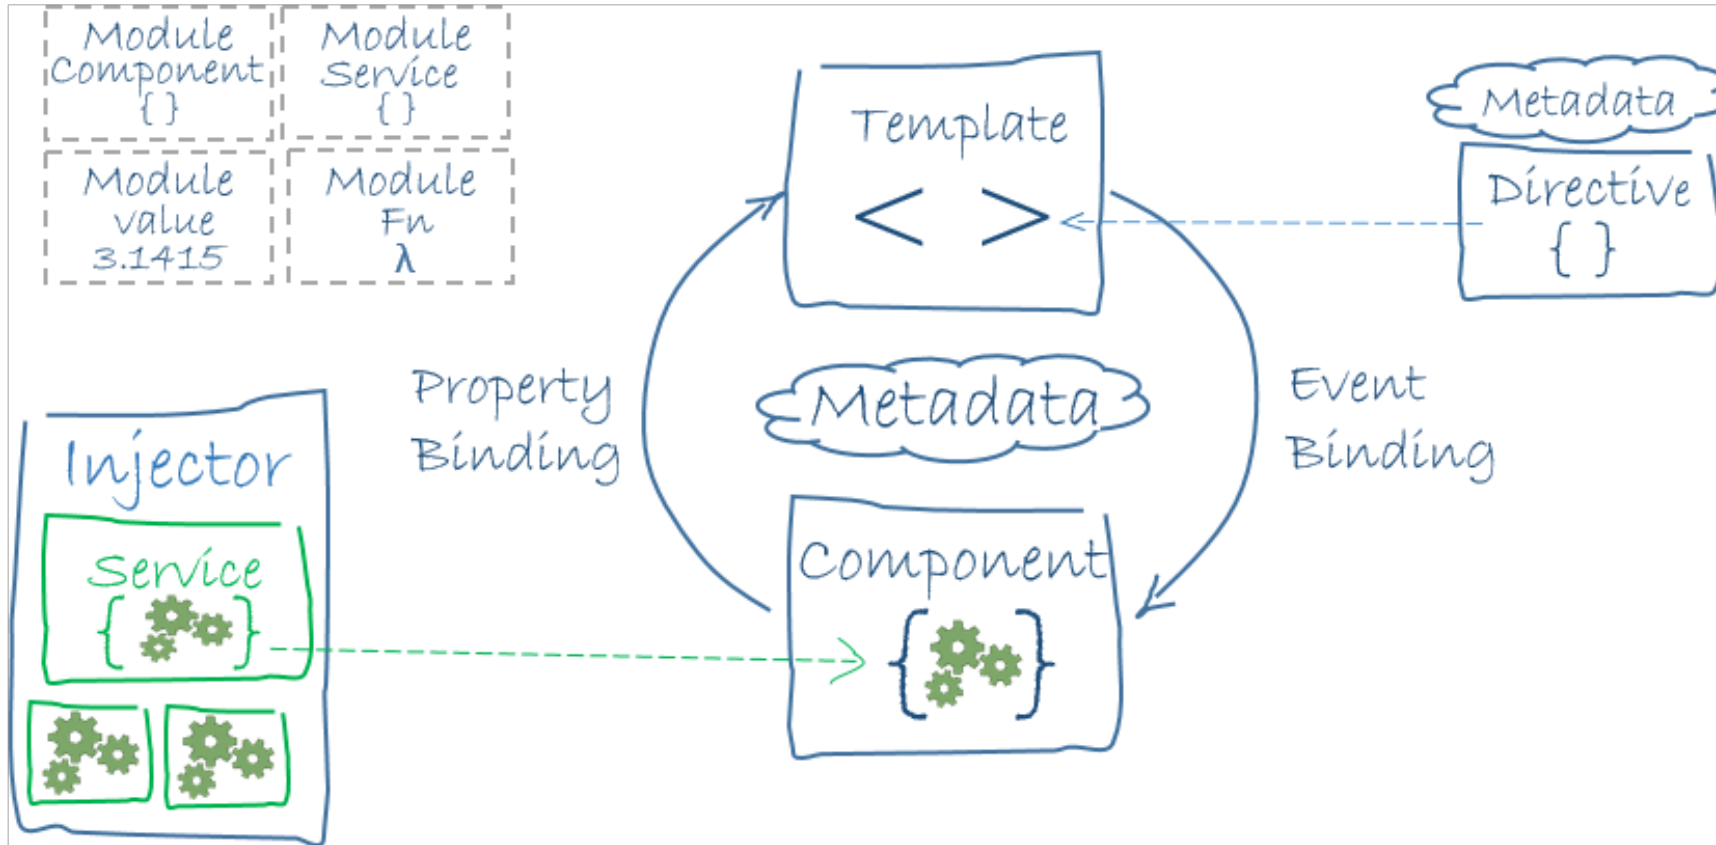 Module
Component
{ }
Module
Service
{ }
Module
value
3.1415
Module
Fn
λ
Template
< >
Metadata
Directive
{ }
Property
Binding
Metadata
Event
Binding
Injector
Service
{ }
Component
{ }